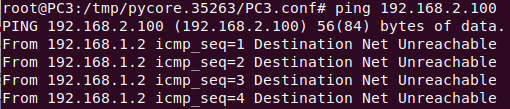 root@PC3:/tmp/pycore.35263/PC3.conf# ping 192.168.2.100
PING 192.168.2.100 (192.168.2.100) 56(84) bytes of data.
From 192.168.1.2 icmp_seq=1 Destination Net Unreachable
From 192.168.1.2 icmp_seq=2 Destination Net Unreachable
From 192.168.1.2 icmp_seq=3 Destination Net Unreachable
From 192.168.1.2 icmp_seq=4 Destination Net Unreachable